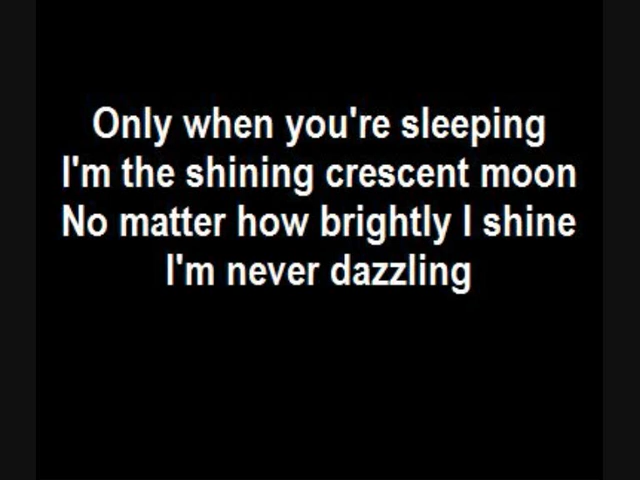 Only when you're sleeping
I'm the shining crescent moon
No matter how brightly I shine
I'm never dazzling